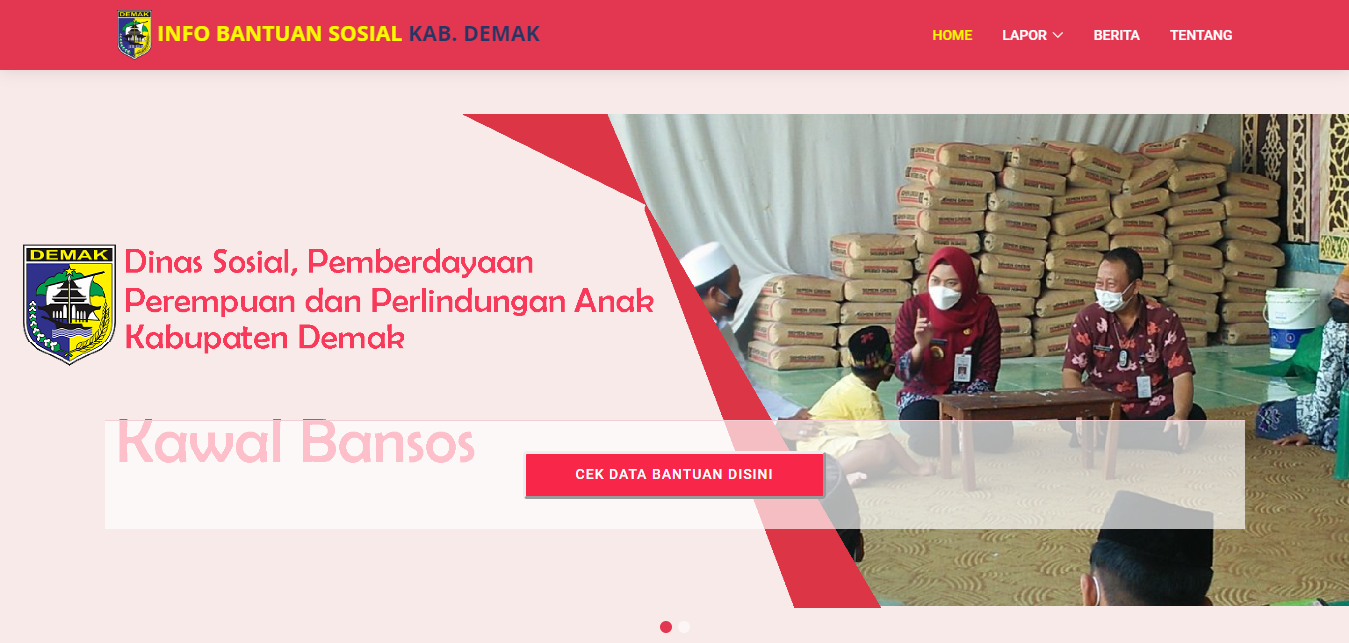 DEMAK
INFO BANTUAN SOSIAL KAB. DEMAK
HOME LAPOR BERITA TENTANG
DEMAK
Dinas Sosial, Pemberdayaan
Perempuan dan Perlindungan Anak
Kabupaten Demak
Kawal Bansos
CEK DATA BANTUAN DISINI